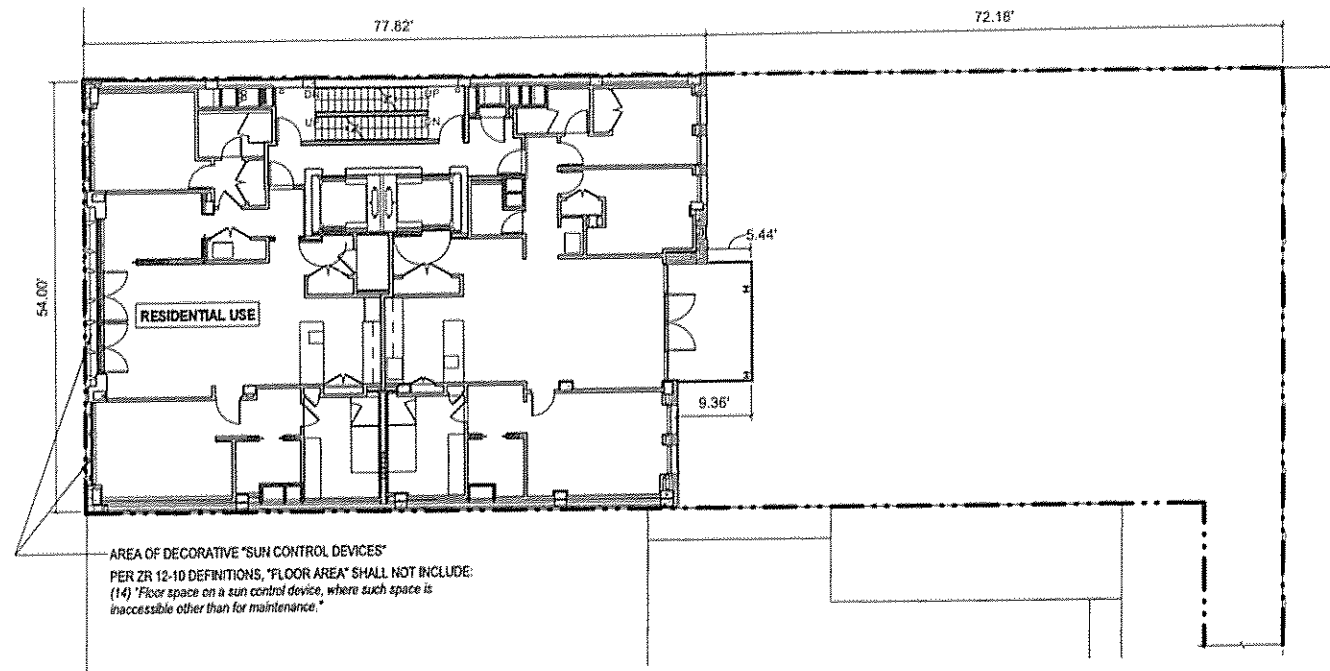 77.82'
72.18'
DN
UP
UP
DN
5.44'
54.00'
RESIDENTIAL USE
9.36'
AREA OF DECORATIVE "SUN CONTROL DEVICES"
PER ZR 12-10 DEFINITIONS, "FLOOR AREA" SHALL NOT INCLUDE:
(14) "Floor space on a sun control device, where such space is
inaccessible other than for maintenance."